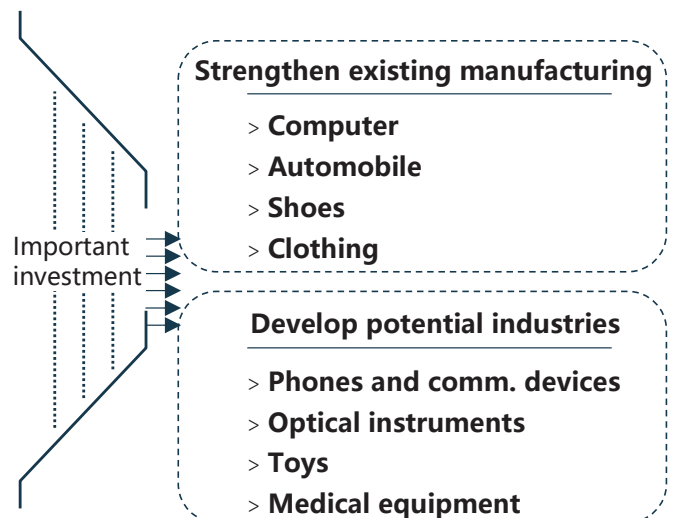 Important
investment
Strengthen existing manufacturing
> Computer
> Automobile
> Shoes
> Clothing
Develop potential industries
> Phones and comm. devices
> Optical instruments
> Toys
> Medical equipment